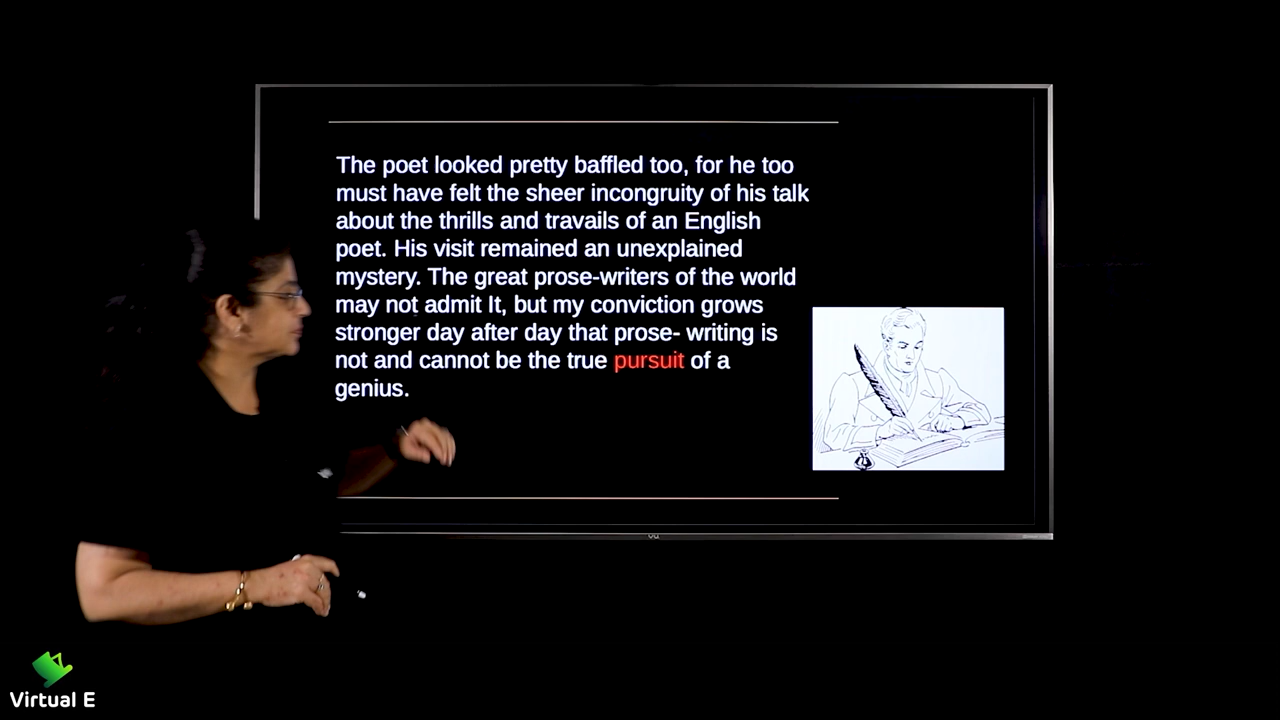 The poet looked pretty baffled too, for he too
must have felt the sheer incongruity of his talk
about the thrills and travails of an English
poet. His visit remained an unexplained
mystery. The great prose-writers of the world
may not admit It, but my conviction grows
stronger day after day that prose- writing is
not and cannot be the true pursuit of a
genius.
Virtual E